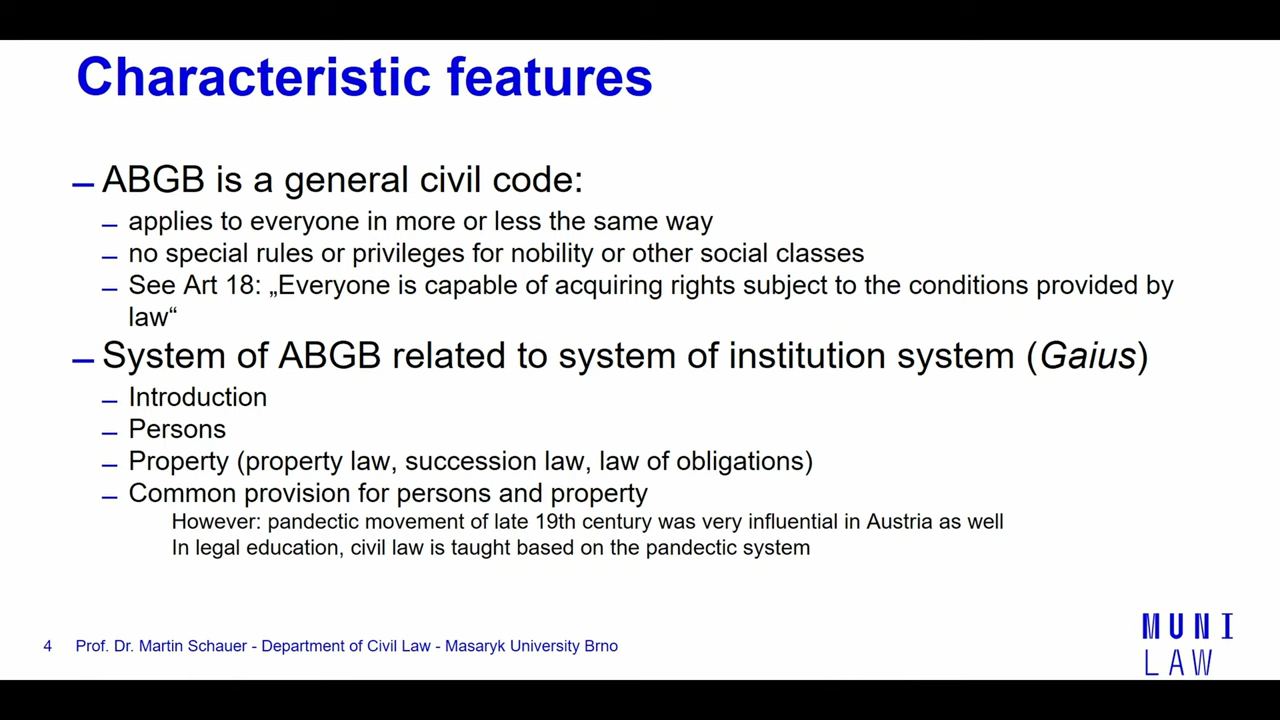 Characteristic features
– ABGB is a general civil code:
– applies to everyone in more or less the same way
– no special rules or privileges for nobility or other social classes
– See Art 18: „Everyone is capable of acquiring rights subject to the conditions provided by
law“
– System of ABGB related to system of institution system (Gaius)
– Introduction
– Persons
– Property (property law, succession law, law of obligations)
– Common provision for persons and property
However: pandectic movement of late 19th century was very influential in Austria as well
In legal education, civil law is taught based on the pandectic system
4 Prof. Dr. Martin Schauer - Department of Civil Law - Masaryk University Brno
MUNI
LAW